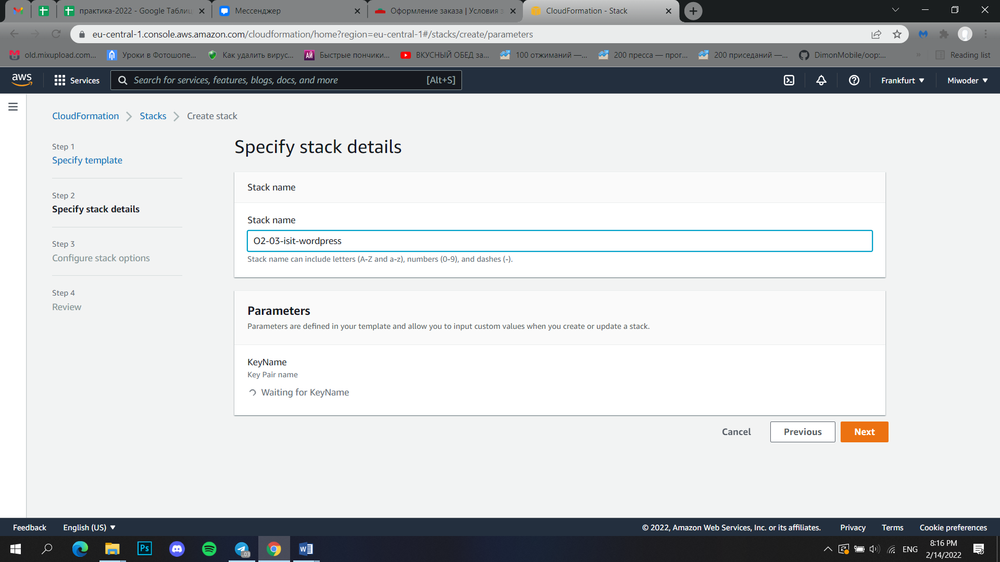 практика-2022 - Google Таблиц
Мессенджер
Оформление заказа | Условия з
CloudFormation - Stack
eu-central-1.console.aws.amazon.com/cloudformation/home?region=eu-central-1#/stacks/create/parameters
old.mixupload.com...
Уроки в Фотошопе...
Как удалить вирус...
АЙ
Быстрые пончики...
ВКУСНЫЙ ОБЕД за...
100 отжиманий —...
200 пресса — прог...
200 приседаний —...
DimonMobile/oop:...
»
Reading list
aws
Services
Search for services, features, blogs, docs, and more
[Alt+S]
Frankfurt
Miwoder
CloudFormation
Stacks
Create stack
Step 1
Specify template
Step 2
Specify stack details
Step 3
Configure stack options
Step 4
Review
Specify stack details
Stack name
Stack name
O2-03-isit-wordpress
Stack name can include letters (A-Z and a-z), numbers (0-9), and dashes (-).
Parameters
Parameters are defined in your template and allow you to input custom values when you create or update a stack.
KeyName
Key Pair name
Waiting for KeyName
Cancel
Previous
Next
Feedback
English (US)
© 2022, Amazon Web Services, Inc. or its affiliates.
Privacy
Terms
Cookie preferences
Ps
..03
W
ENG
8:16 PM
2/14/2022